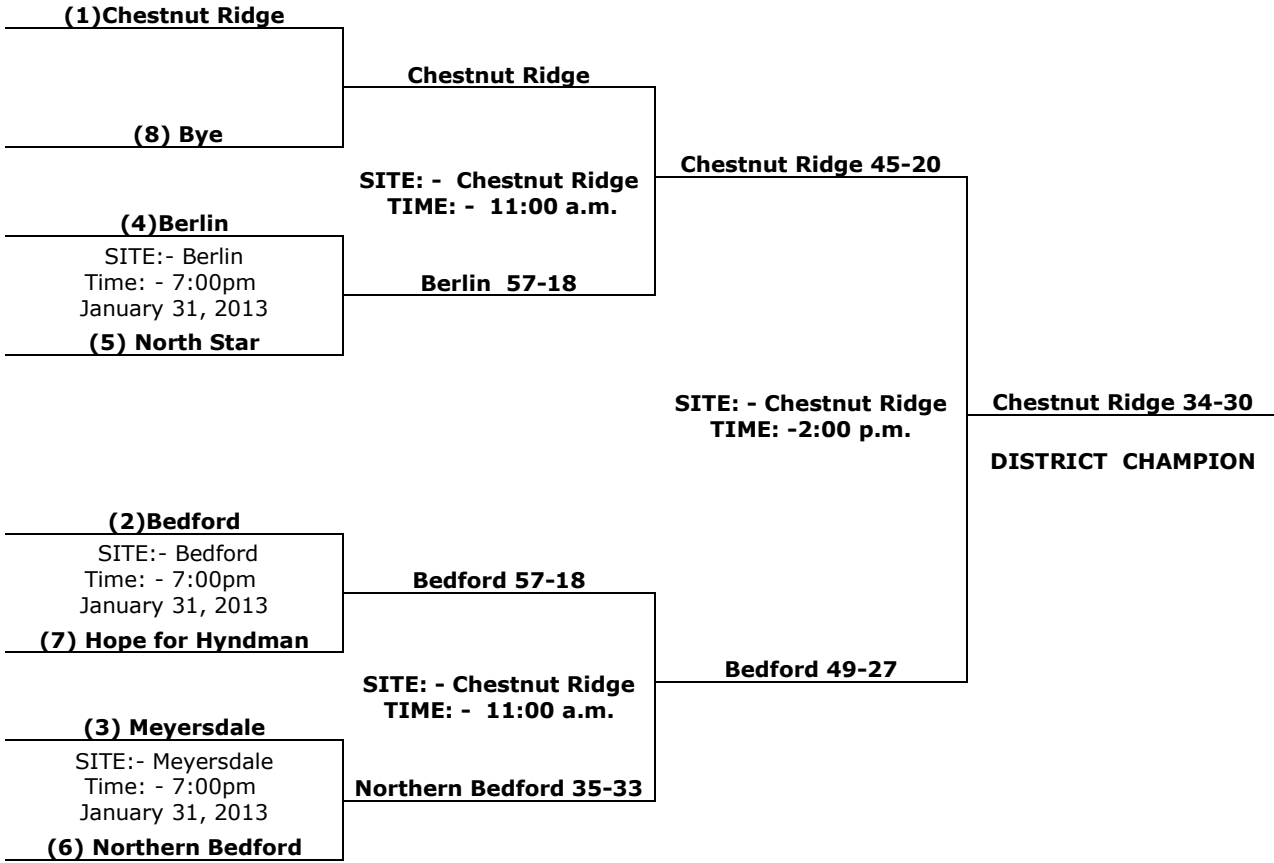 (1)Chestnut Ridge
Chestnut Ridge
(8) Bye
SITE: - Chestnut Ridge
TIME: - 11:00 a.m.
Chestnut Ridge 45-20
(4)Berlin
SITE:- Berlin
Time: - 7:00pm
January 31, 2013
Berlin 57-18
(5) North Star
SITE: - Chestnut Ridge
TIME: -2:00 p.m.
Chestnut Ridge 34-30
DISTRICT CHAMPION
(2)Bedford
SITE:- Bedford
Time: - 7:00pm
January 31, 2013
Bedford 57-18
(7) Hope for Hyndman
SITE: - Chestnut Ridge
TIME: - 11:00 a.m.
Bedford 49-27
(3) Meyersdale
SITE:- Meyersdale
Time: - 7:00pm
January 31, 2013
Northern Bedford 35-33
(6) Northern Bedford